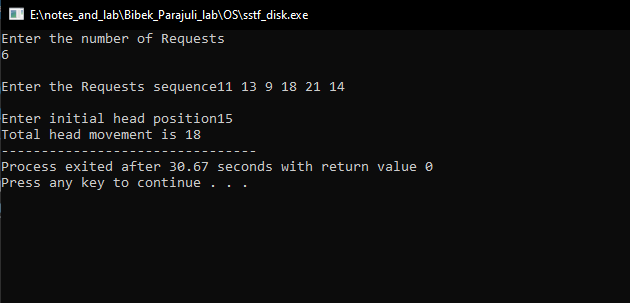 E:\notes_and_lab\Bibek_Parajuli_lab\OS\sstf_disk.exe
Enter the number of Requests
6
Enter the Requests sequence11 13 9 18 21 14
Enter initial head position15
Total head movement is 18
--------------------------------
Process exited after 30.67 seconds with return value 0
Press any key to continue . . .